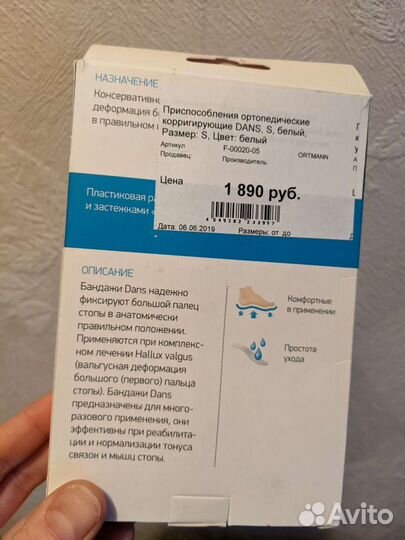 НАЗНАЧЕНИЕ
Консервативно
деформация б
в правильном
Приспособления ортопедические
корригирующие DANS, S, белый,
Размер: S, Цвет: белый
Артикул F-00020-05 ORTMANN
Продавец: Производитель:
Цена
1 890 руб.
Дата: 06.06.2019 Размеры: от до
Пластиковая ра
и застежками «
ОПИСАНИЕ
Бандажи Dans надежно
фиксируют большой палец
стопы в анатомически
правильном положении.
Применяются при комплекс-
ном лечении Hallux valgus
(вальгусная деформация
большого (первого) пальца
стопы). Бандажи Dans
предназначены для много-
разового применения, они
эффективны при реабилита-
ции и нормализации тонуса
связок и мышц стопы.
Комфортные
в применении
Простота
ухода
Avito